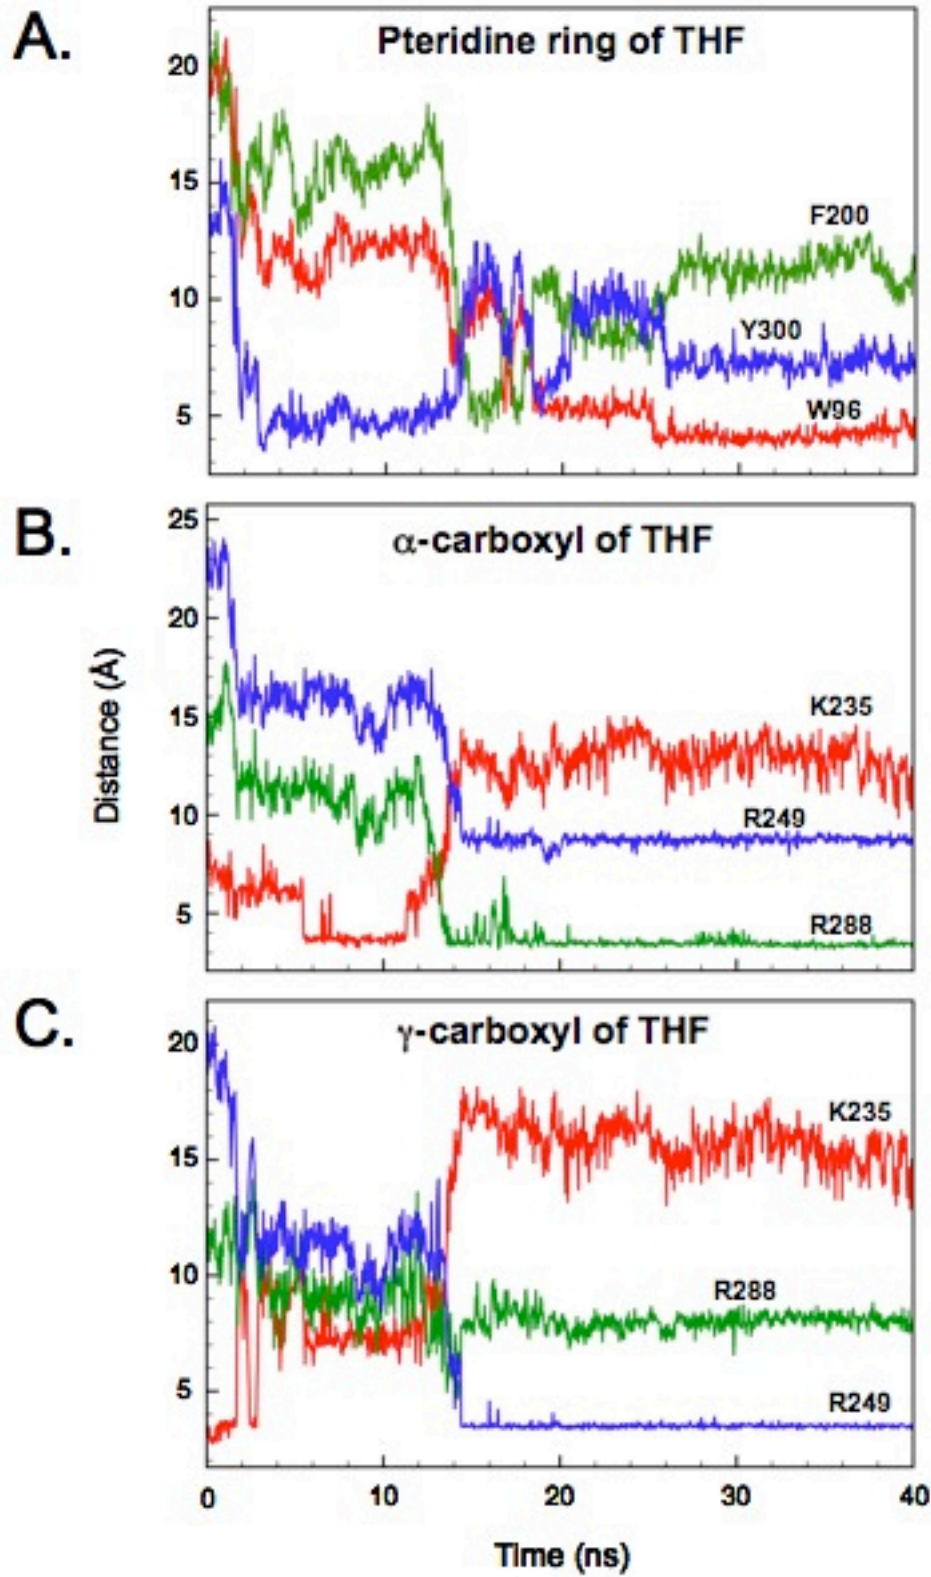 A.
Pteridine ring of THF
20
15
10
5
F200
Y300
W96
B.
α-carboxyl of THF
25
20
15
10
5
K235
R249
R288
Distance (Å)
C.
γ-carboxyl of THF
20
15
10
5
K235
R288
R249
0 10 20 30 40
Time (ns)